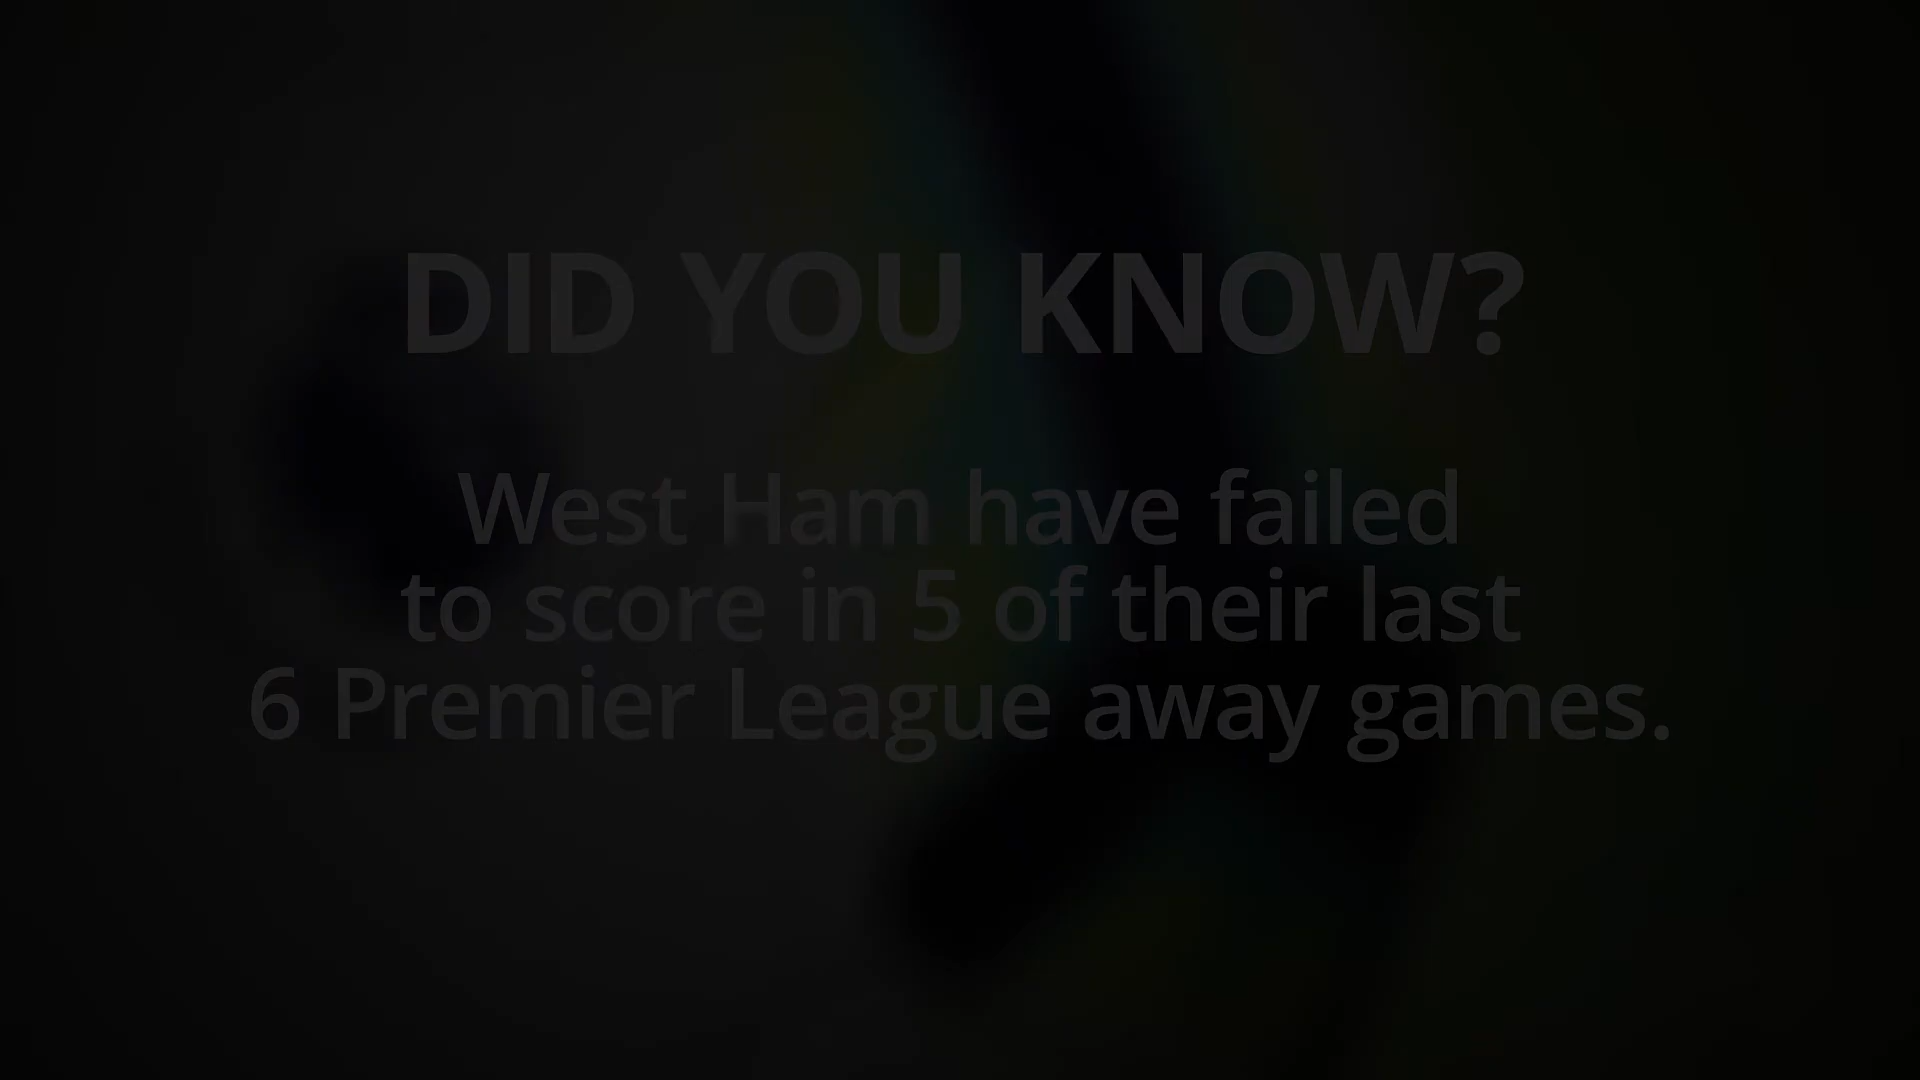 DID YOU KNOW?
West Ham have failed
to score in 5 of their last
6 Premier League away games.